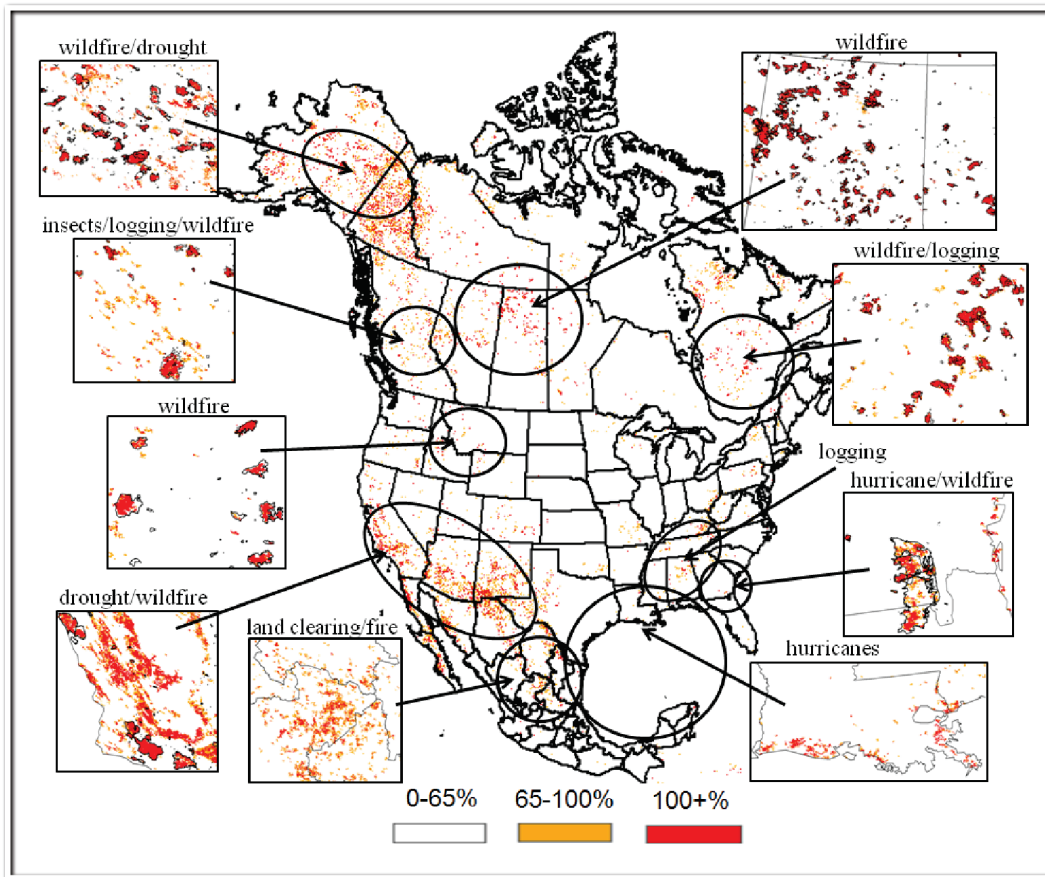 wildfire/drought
wildfire
insects/logging/wildfire
wildfire/logging
wildfire
logging
hurricane/wildfire
drought/wildfire
land clearing/fire
hurricanes
0-65%
65-100%
100+%